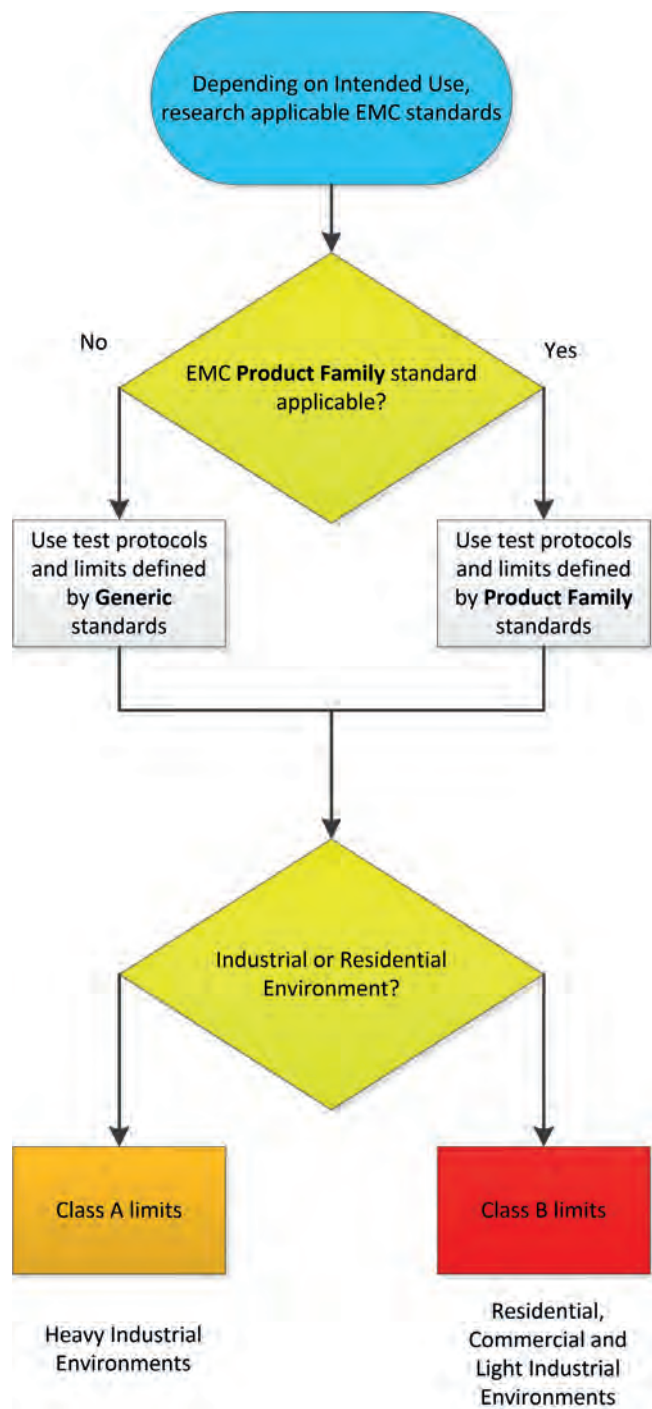 Depending on Intended Use,
research applicable EMC standards
No
Yes
EMC Product Family standard
applicable?
Use test protocols
and limits defined
by Generic
standards
Use test protocols
and limits defined
by Product Family
standards
Industrial or Residential
Environment?
Class A limits
Class B limits
Heavy Industrial
Environments
Residential,
Commercial and
Light Industrial
Environments